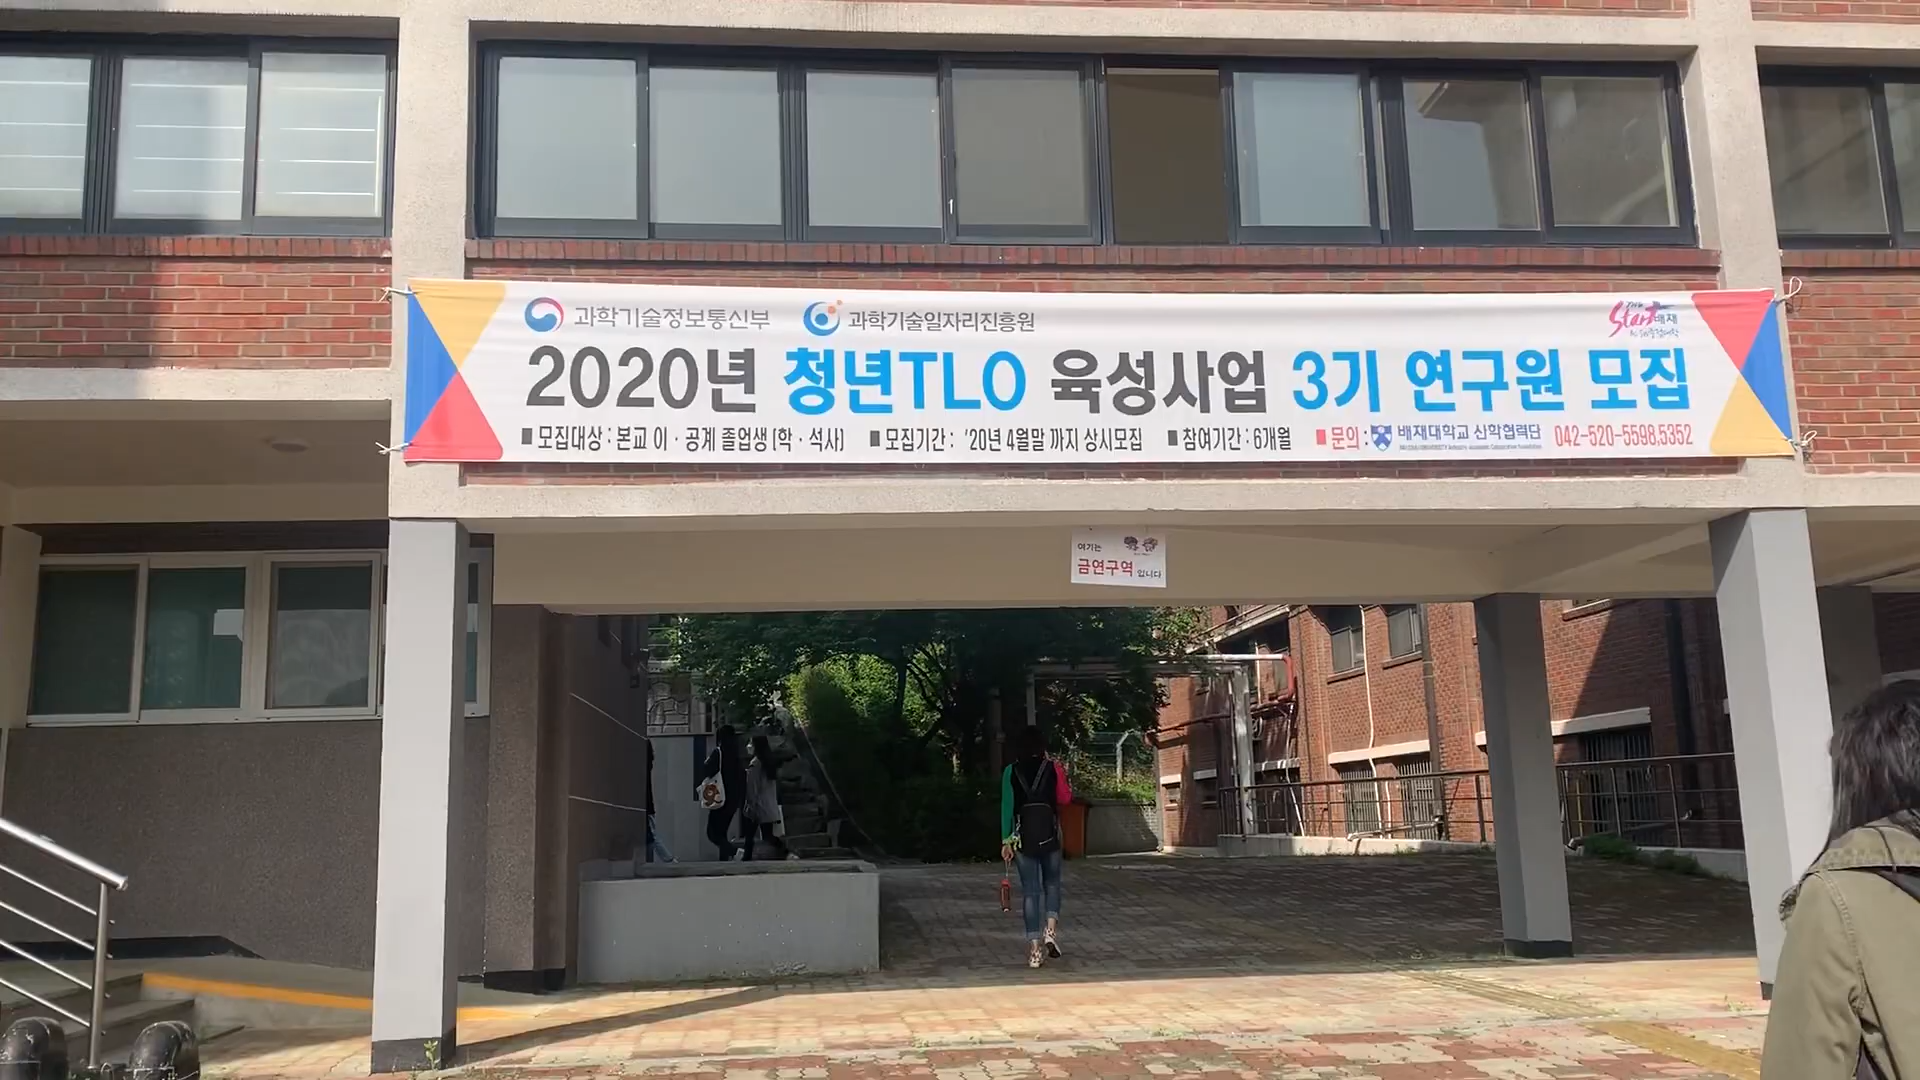 과학기술정보통신부 과학기술일자리진흥원
The Start 배재
2020년 청년TLO 육성사업 3기 연구원 모집
■ 모집대상 : 본교 이 · 공계 졸업생 (학 · 석사) ■ 모집기간 : '20년 4월말 까지 상시모집 ■ 참여기간 : 6개월 ■ 문의 : 배재대학교 산학협력단 042-520-5598,5352
여기는
금연구역 입니다